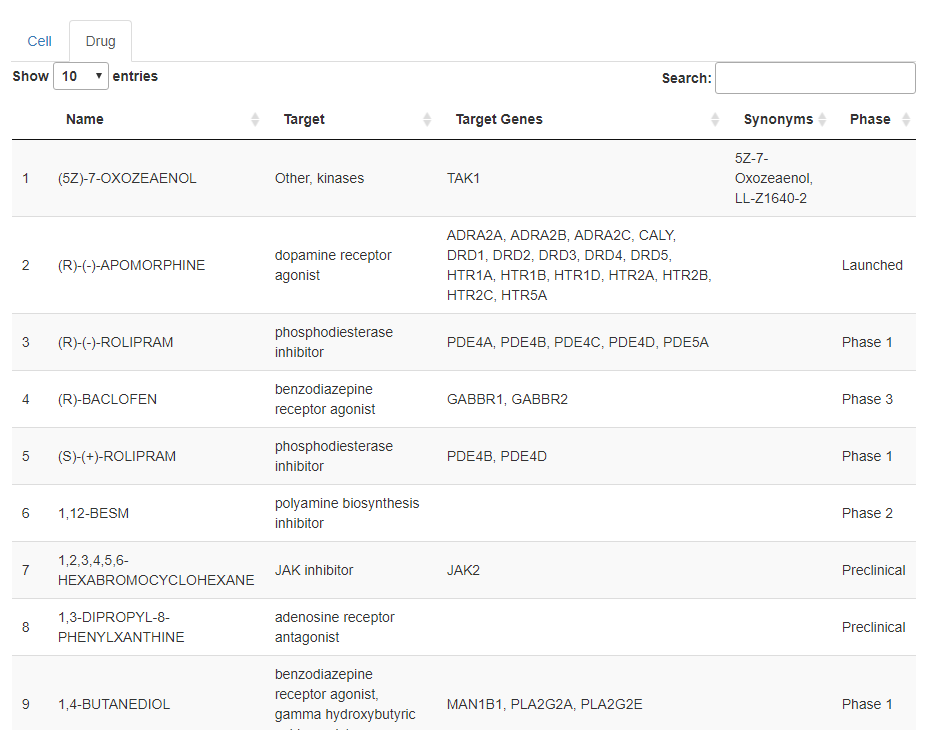 Cell Drug
Show 10 entries Search:
Name Target Target Genes Synonyms Phase
1 (5Z)-7-OXOZEAENOL Other, kinases TAK1 5Z-7-
Oxozeaenol,
LL-Z1640-2
2 (R)-(-)-APOMORPHINE dopamine receptor
agonist ADRA2A, ADRA2B, ADRA2C, CALY,
DRD1, DRD2, DRD3, DRD4, DRD5,
HTR1A, HTR1B, HTR1D, HTR2A, HTR2B,
HTR2C, HTR5A Launched
3 (R)-(-)-ROLIPRAM phosphodiesterase
inhibitor PDE4A, PDE4B, PDE4C, PDE4D, PDE5A Phase 1
4 (R)-BACLOFEN benzodiazepine
receptor agonist GABBR1, GABBR2 Phase 3
5 (S)-(+)-ROLIPRAM phosphodiesterase
inhibitor PDE4B, PDE4D Phase 1
6 1,12-BESM polyamine biosynthesis
inhibitor Phase 2
7 1,2,3,4,5,6-
HEXABROMOCYCLOHEXANE JAK inhibitor JAK2 Preclinical
8 1,3-DIPROPYL-8-
PHENYLXANTHINE adenosine receptor
antagonist Preclinical
9 1,4-BUTANEDIOL benzodiazepine
receptor agonist,
gamma hydroxybutyric MAN1B1, PLA2G2A, PLA2G2E Phase 1